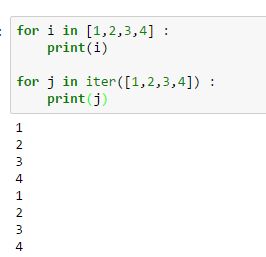 for i in [1,2,3,4] :
    print(i)

for j in iter([1,2,3,4]) :
    print(j)
1
2
3
4
1
2
3
4